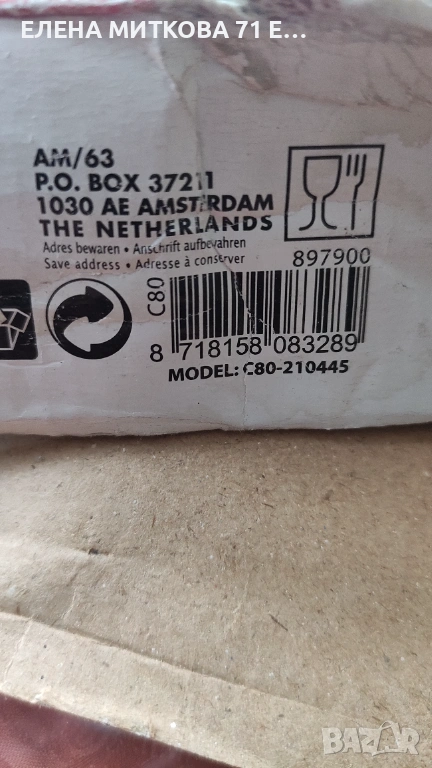 ЕЛЕНА МИТКОВА 71 Е...
AM/63
P.O. BOX 37211
1030 AE AMSTERDAM
THE NETHERLANDS
Adres bewaren • Anschrift aufbewahren
Save address • Adresse à conserver
897900
C80
8 718158 083289
MODEL: C80-210445
BAZAR